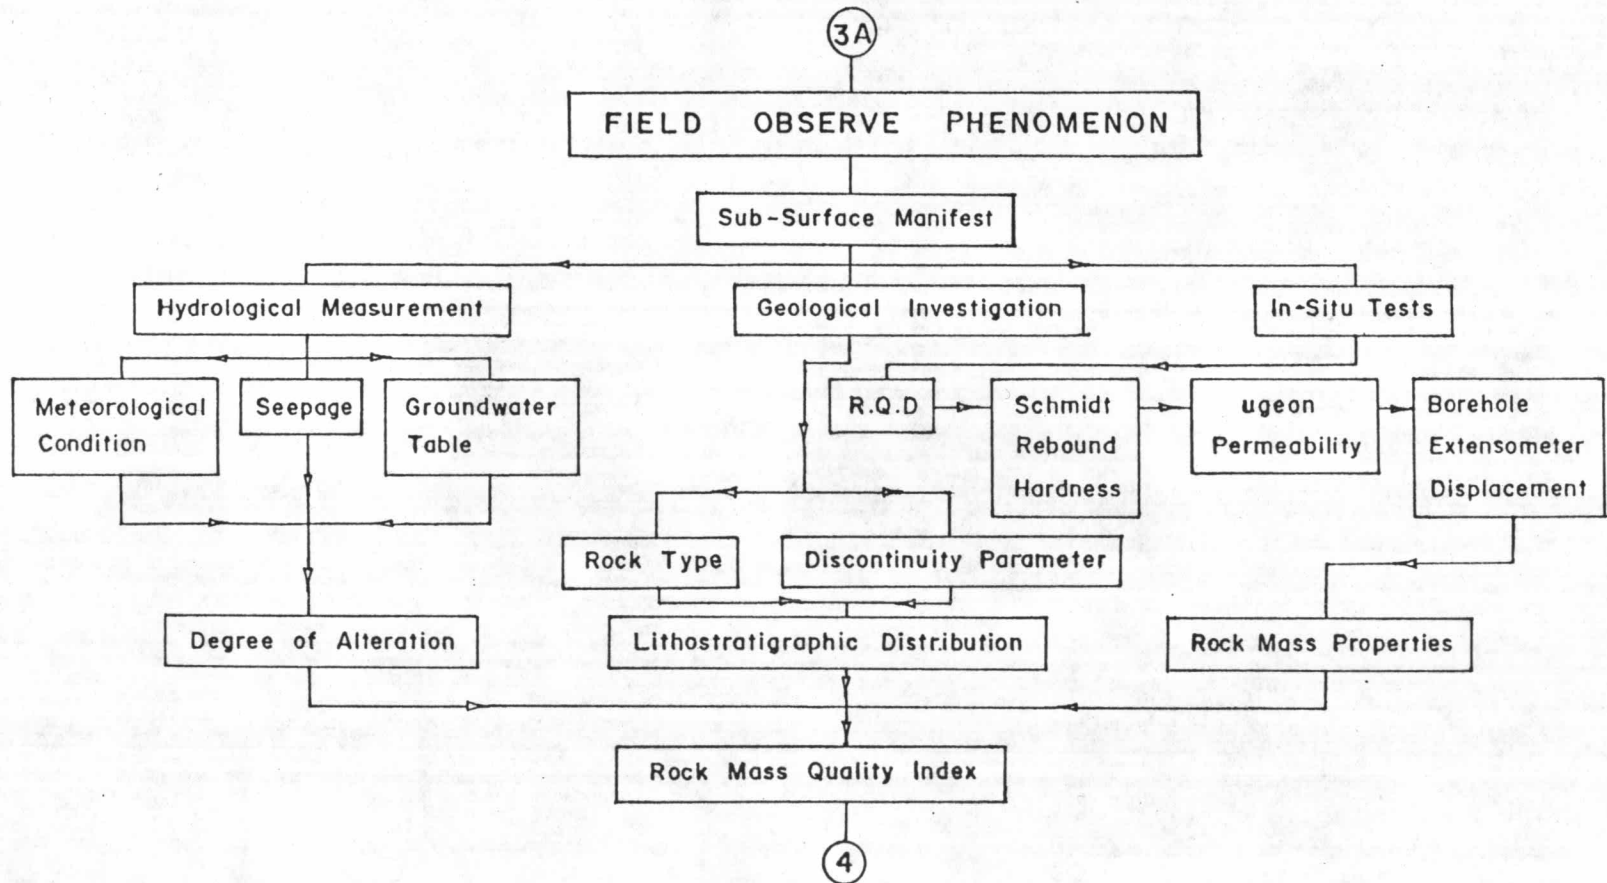 3A
FIELD OBSERVE PHENOMENON
Sub-Surface Manifest
Hydrological Measurement
Geological Investigation
In-Situ Tests
Meteorological
Condition
Seepage
Groundwater
Table
R.Q.D
Schmidt
Rebound
Hardness
ugeon
Permeability
Borehole
Extensometer
Displacement
Rock Type
Discontinuity Parameter
Degree of Alteration
Lithostratigraphic Distribution
Rock Mass Properties
Rock Mass Quality Index
4